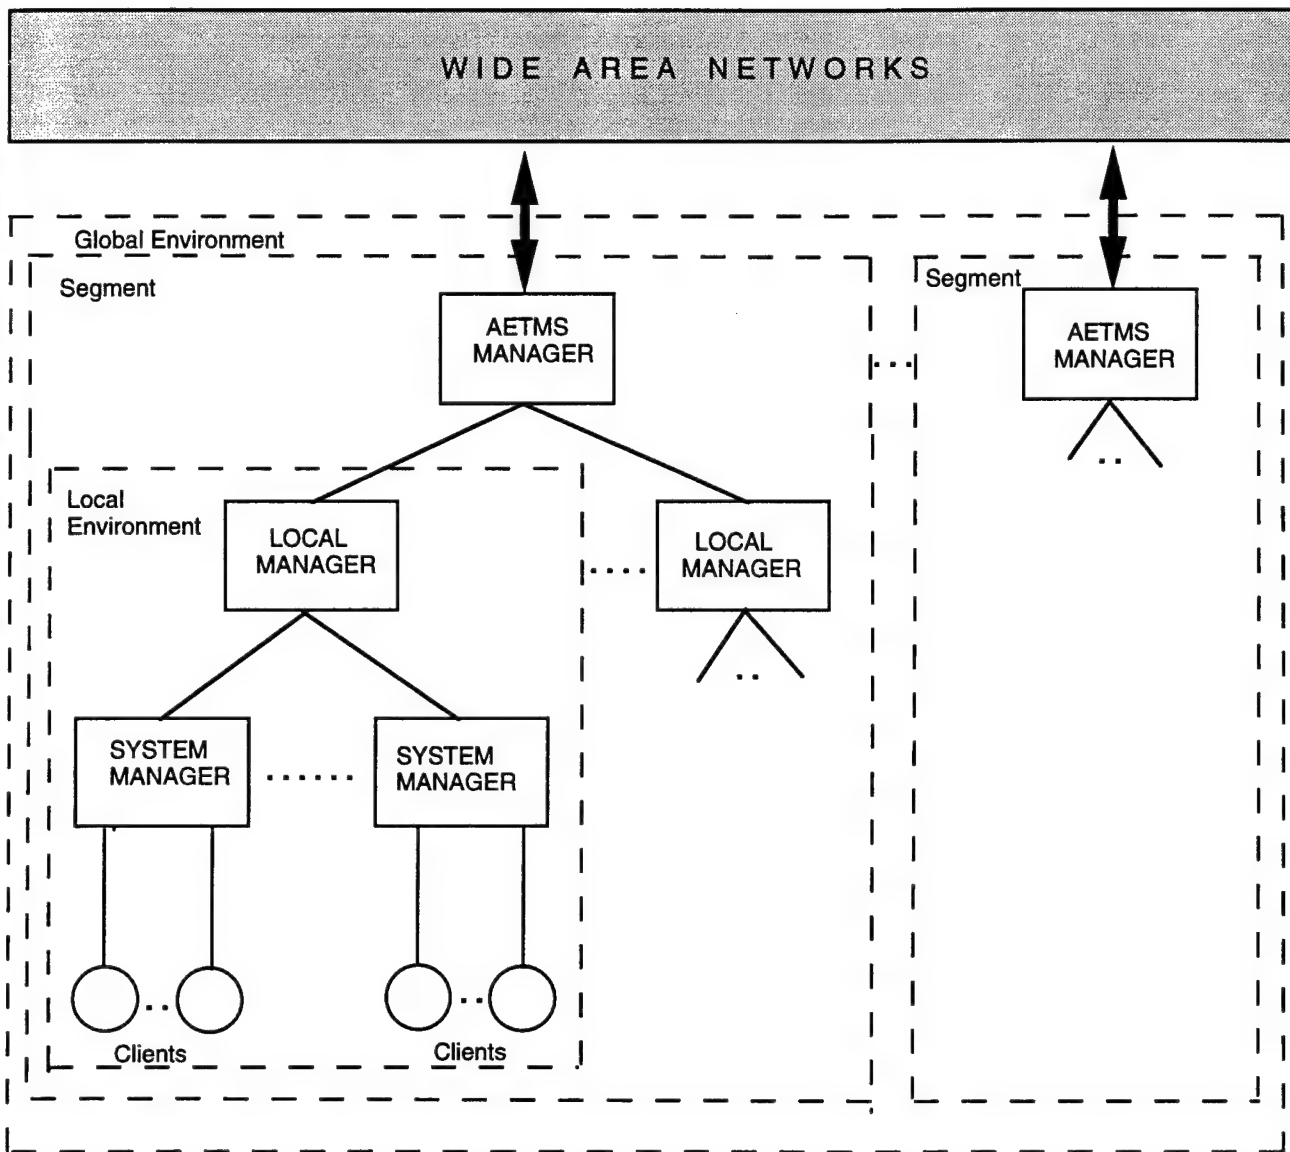 WIDE AREA NETWORKS
Global Environment
Segment
Segment
AETMS
MANAGER
AETMS
MANAGER
Local
Environment
LOCAL
MANAGER
LOCAL
MANAGER
SYSTEM
MANAGER
SYSTEM
MANAGER
Clients
Clients